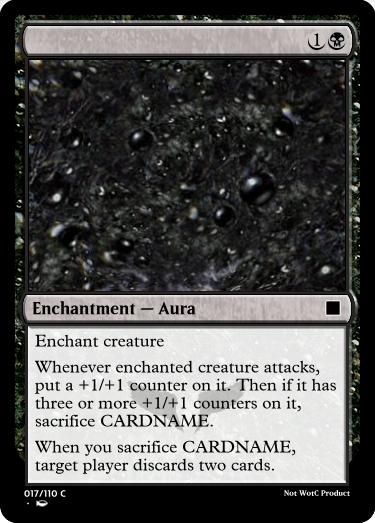 1
Enchantment — Aura
Enchant creature
Whenever enchanted creature attacks,
put a +1/+1 counter on it. Then if it has
three or more +1/+1 counters on it,
sacrifice CARDNAME.
When you sacrifice CARDNAME,
target player discards two cards.
017/110 C
Not WotC Product